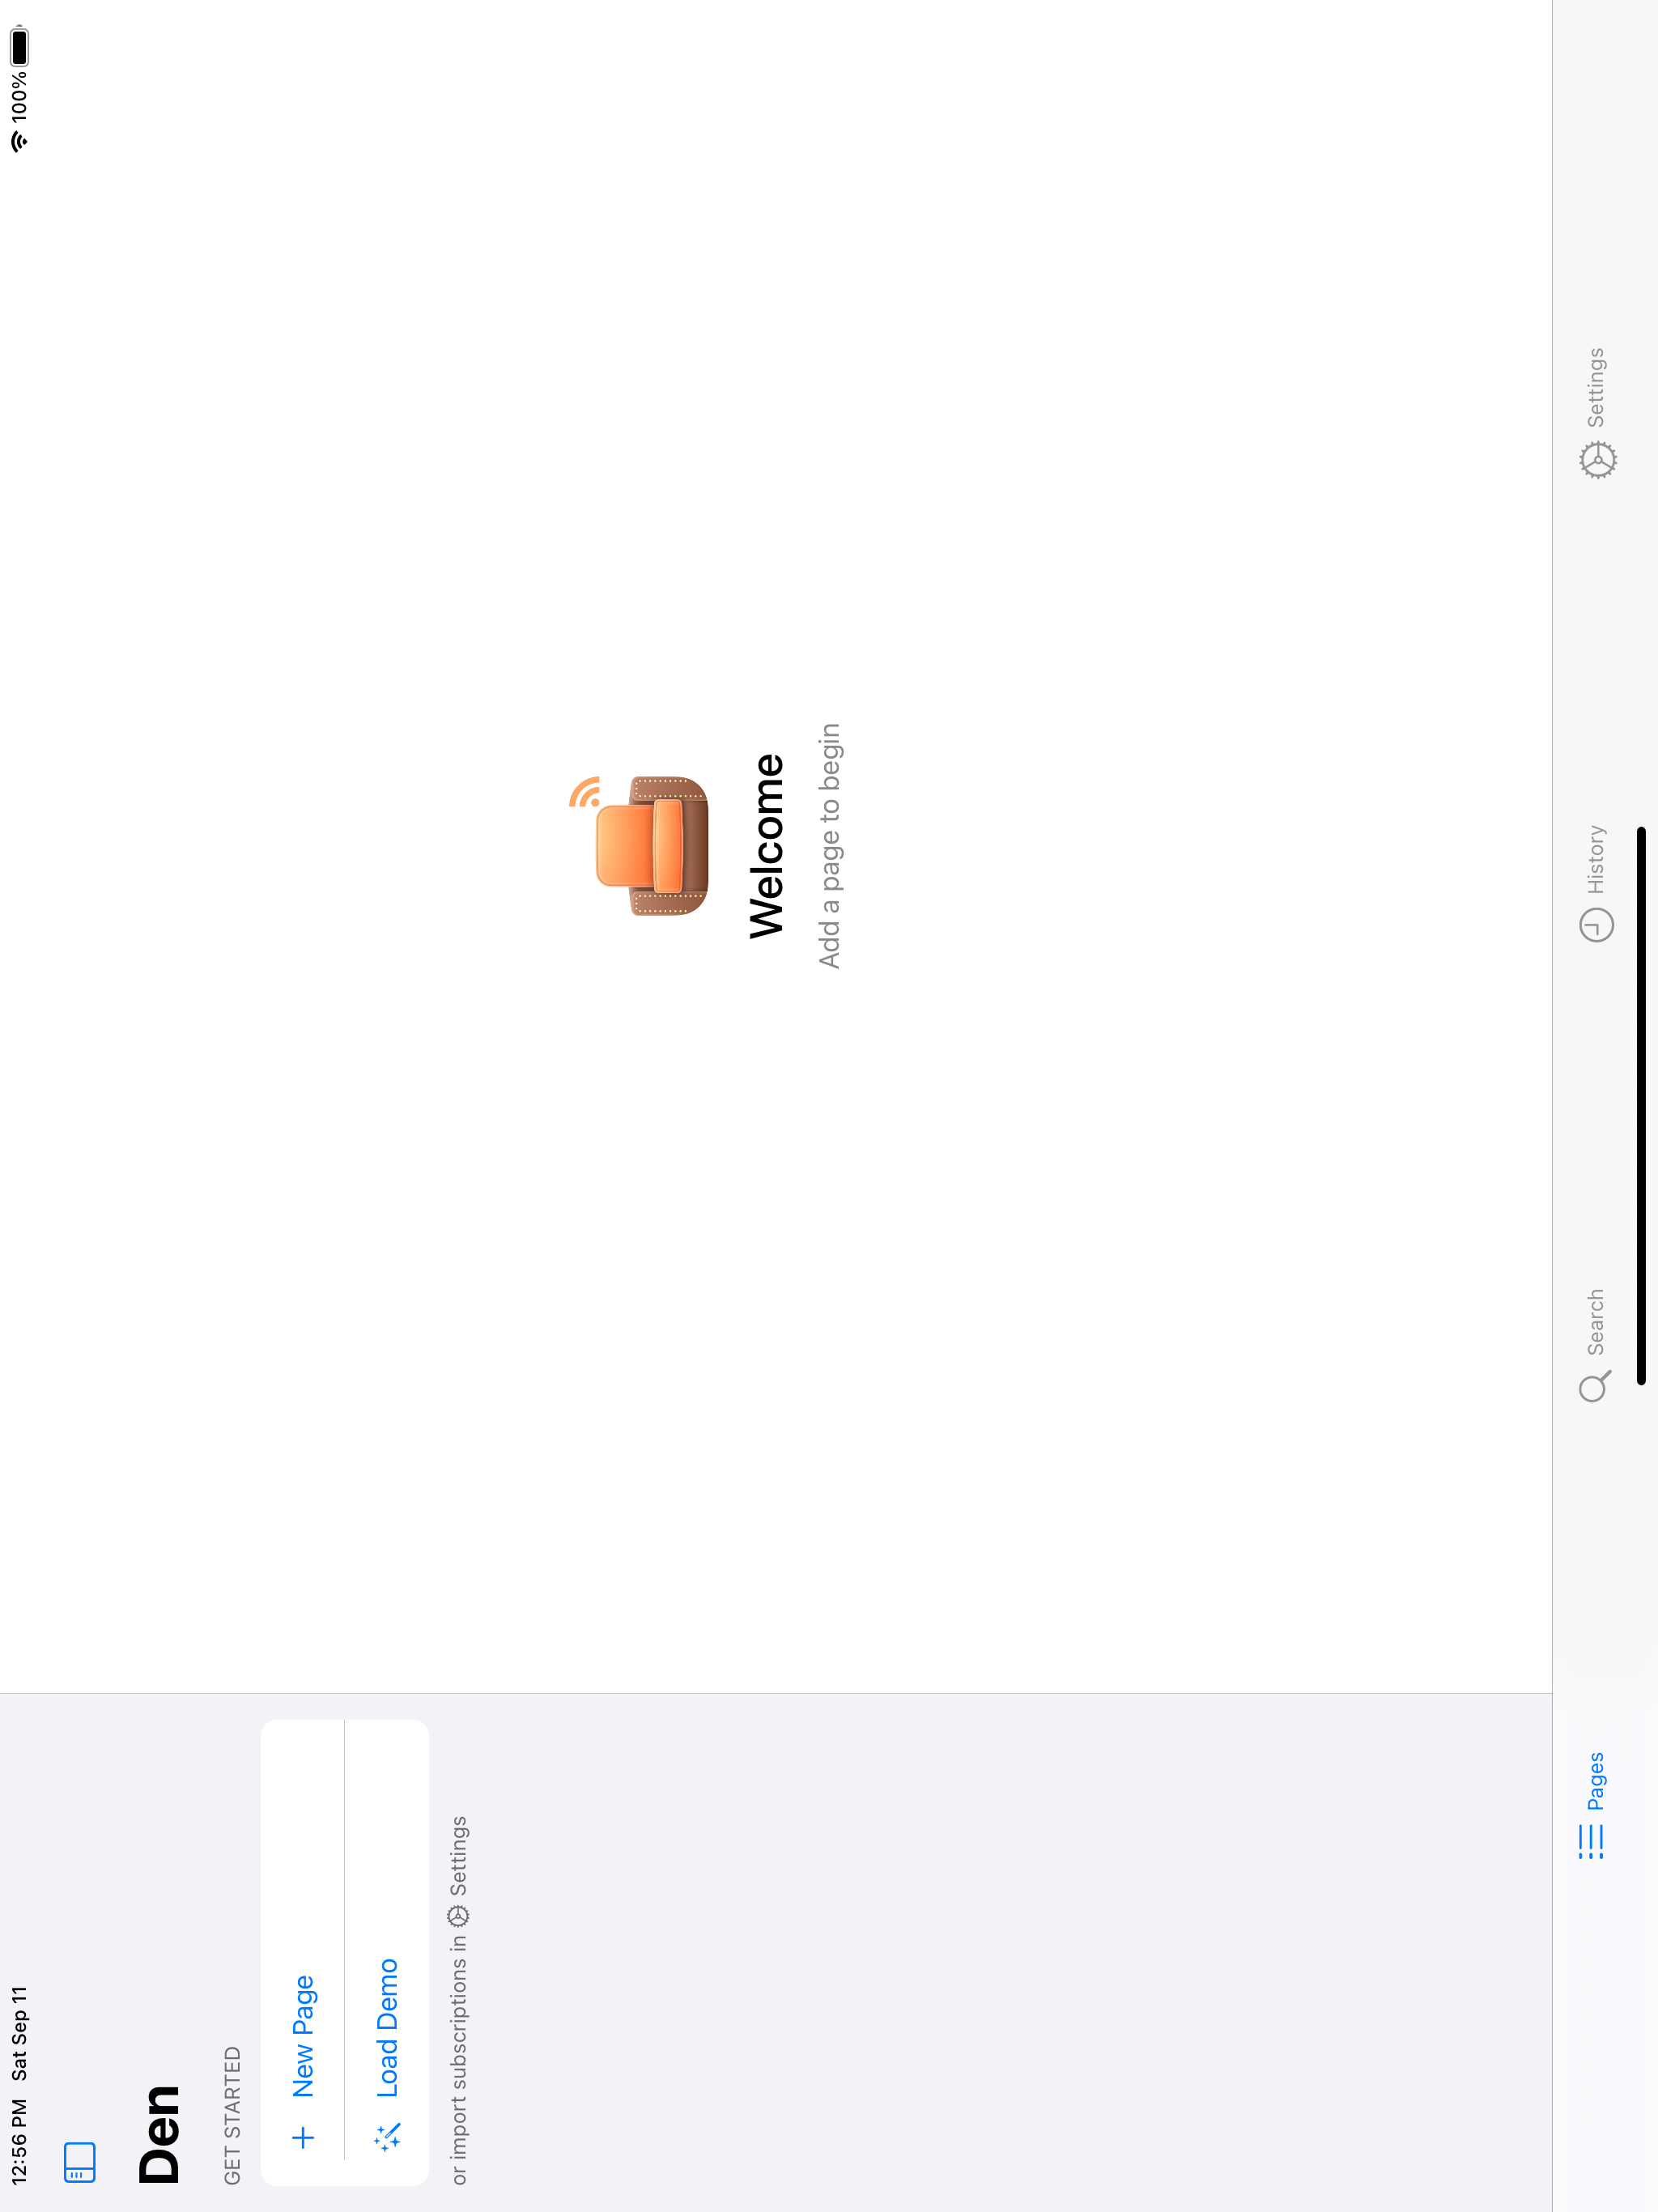 12:56 PM Sat Sep 11
100%
Den
GET STARTED
New Page
Load Demo
or import subscriptions in Settings
Welcome
Add a page to begin
Pages
Search
History
Settings